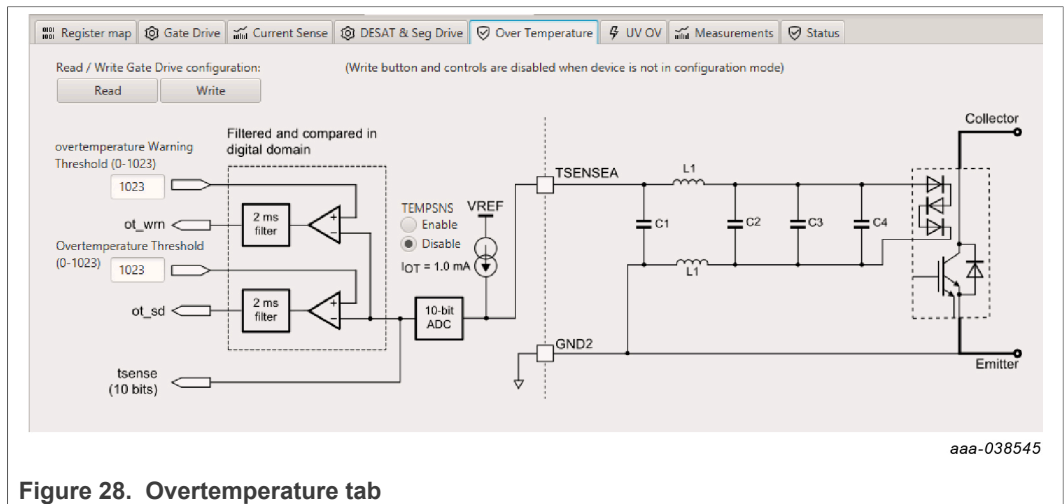 Register map Gate Drive Current Sense DESAT & Seg Drive Over Temperature UV OV Measurements Status
Read / Write Gate Drive configuration: (Write button and controls are disabled when device is not in configuration mode)
Read Write
Collector
Filtered and compared in
digital domain
overtemperature Warning
Threshold (0-1023)
1023
TSENSEA
L1
TEMPSNS VREF
Enable
Disable
IOT = 1.0 mA
ot_wrn
2 ms
filter
+
−
C1 C2 C3 C4
Overtemperature Threshold
(0-1023)
1023
L1
ot_sd
2 ms
filter
+
−
10-bit
ADC
GND2
Emitter
tsense
(10 bits)
aaa-038545
Figure 28. Overtemperature tab